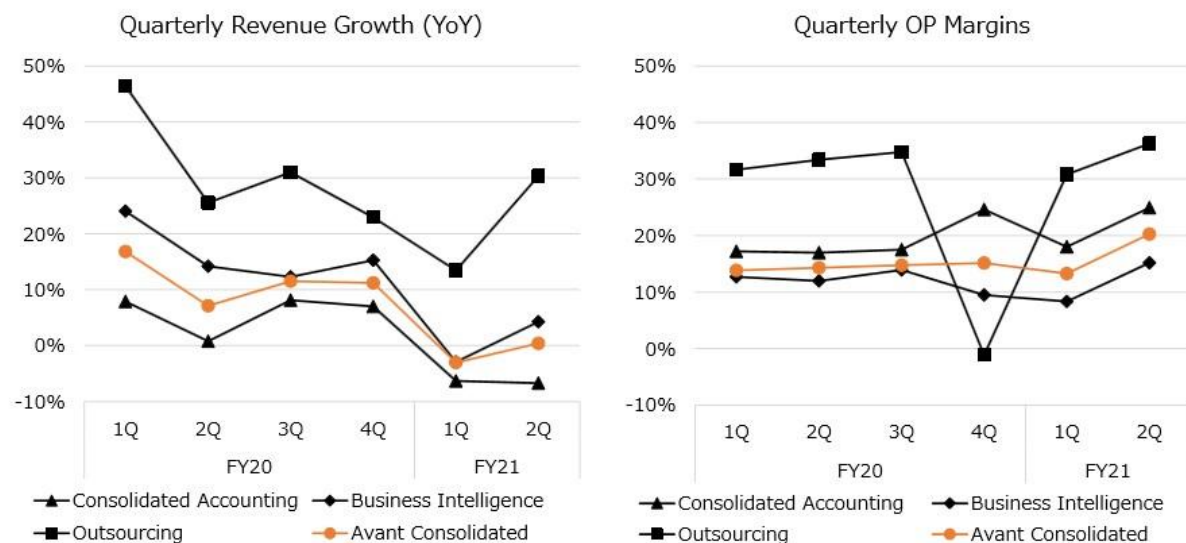 Quarterly Revenue Growth (YoY)
50%
40%
30%
20%
10%
0%
-10%
1Q 2Q 3Q 4Q 1Q 2Q
FY20 FY21
Consolidated Accounting Business Intelligence
Outsourcing Avant Consolidated
Quarterly OP Margins
50%
40%
30%
20%
10%
0%
-10%
1Q 2Q 3Q 4Q 1Q 2Q
FY20 FY21
Consolidated Accounting Business Intelligence
Outsourcing Avant Consolidated